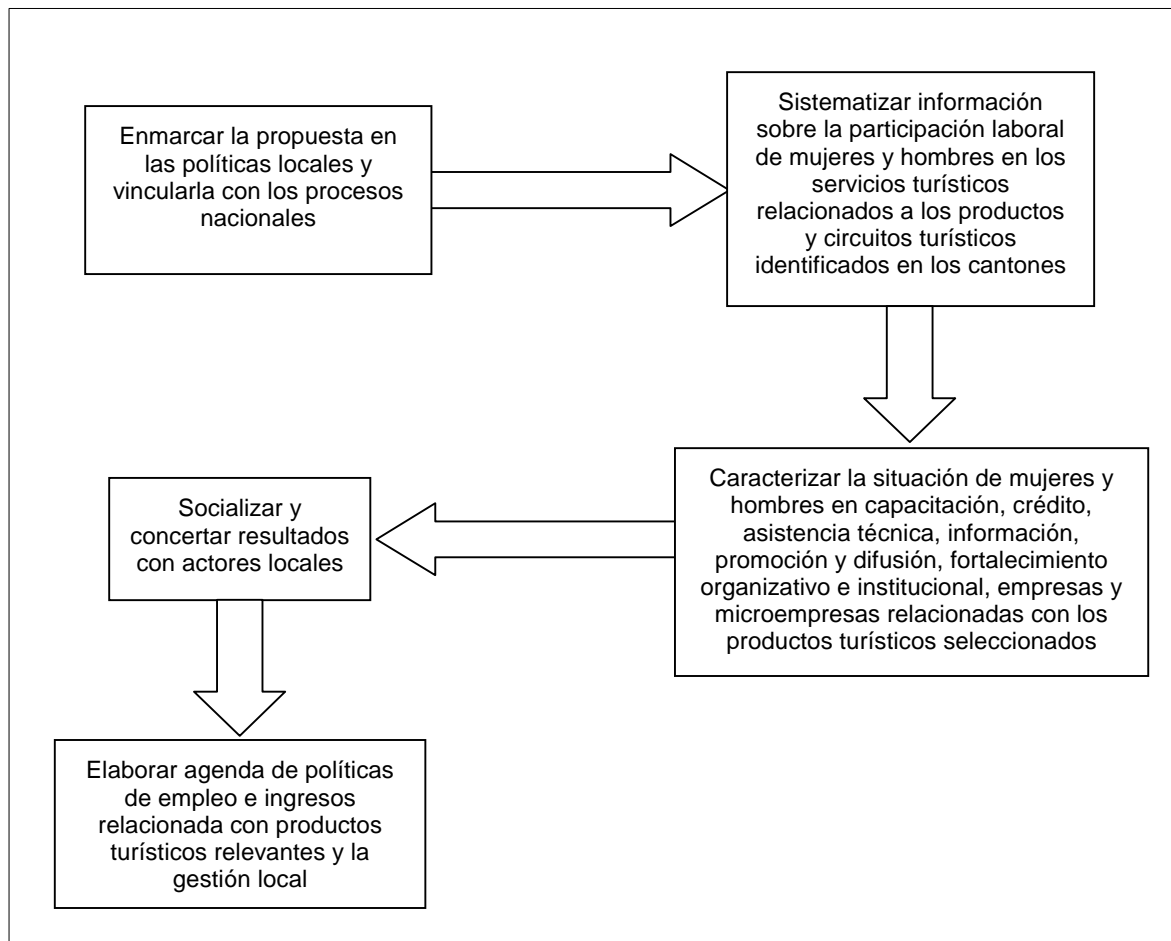 Enmarcar la propuesta en
las políticas locales y
vincularla con los procesos
nacionales
Sistematizar información
sobre la participación laboral
de mujeres y hombres en los
servicios turísticos
relacionados a los productos
y circuitos turísticos
identificados en los cantones
Caracterizar la situación de mujeres y
hombres en capacitación, crédito,
asistencia técnica, información,
promoción y difusión, fortalecimiento
organizativo e institucional, empresas y
microempresas relacionadas con los
productos turísticos seleccionados
Socializar y
concertar resultados
con actores locales
Elaborar agenda de políticas
de empleo e ingresos
relacionada con productos
turísticos relevantes y la
gestión local